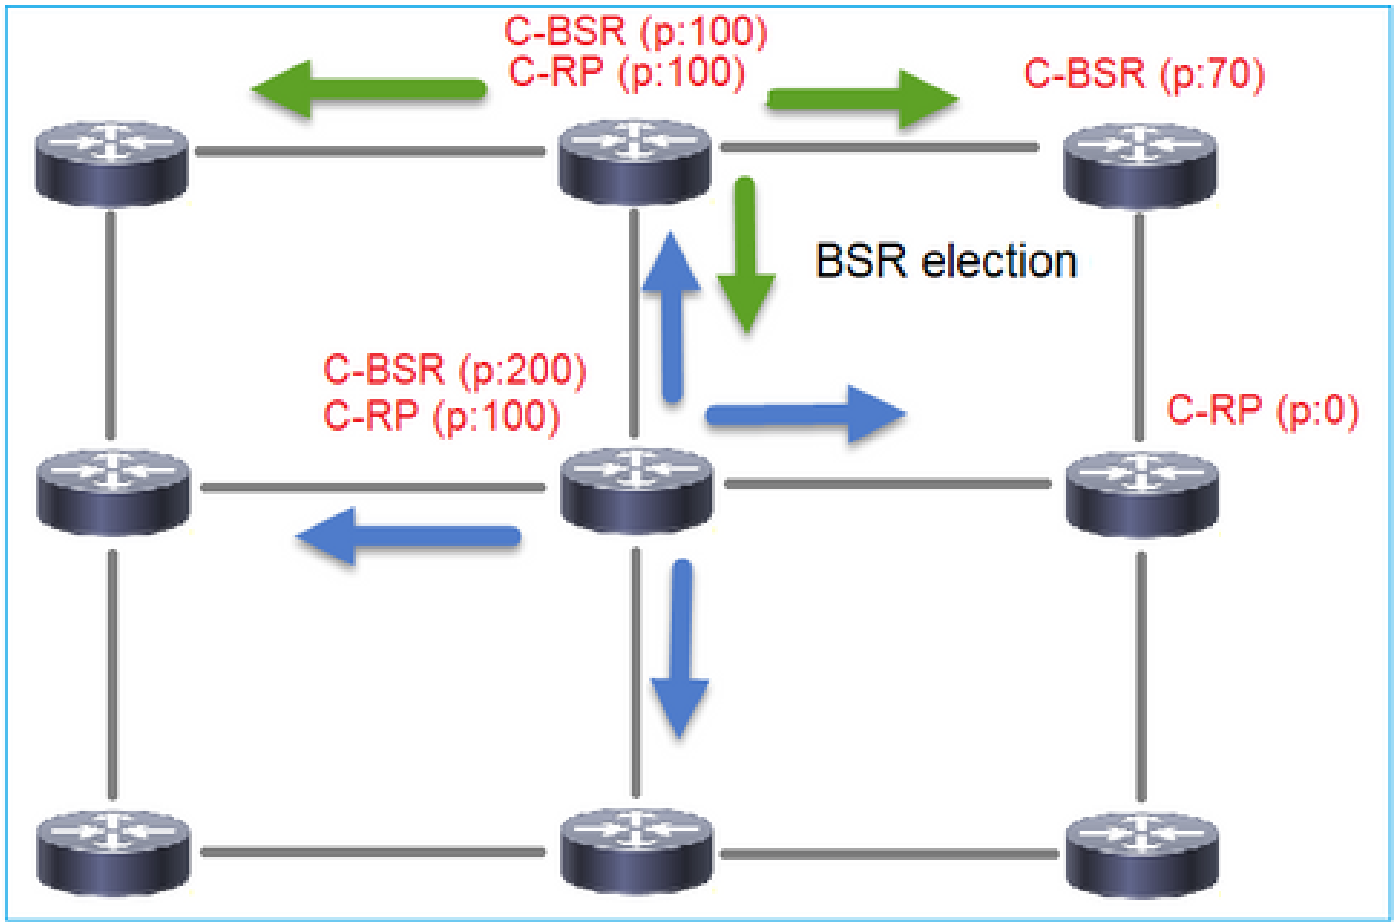 C-BSR (p:100)
C-RP (p:100)
C-BSR (p:70)
BSR election
C-BSR (p:200)
C-RP (p:100)
C-RP (p:0)